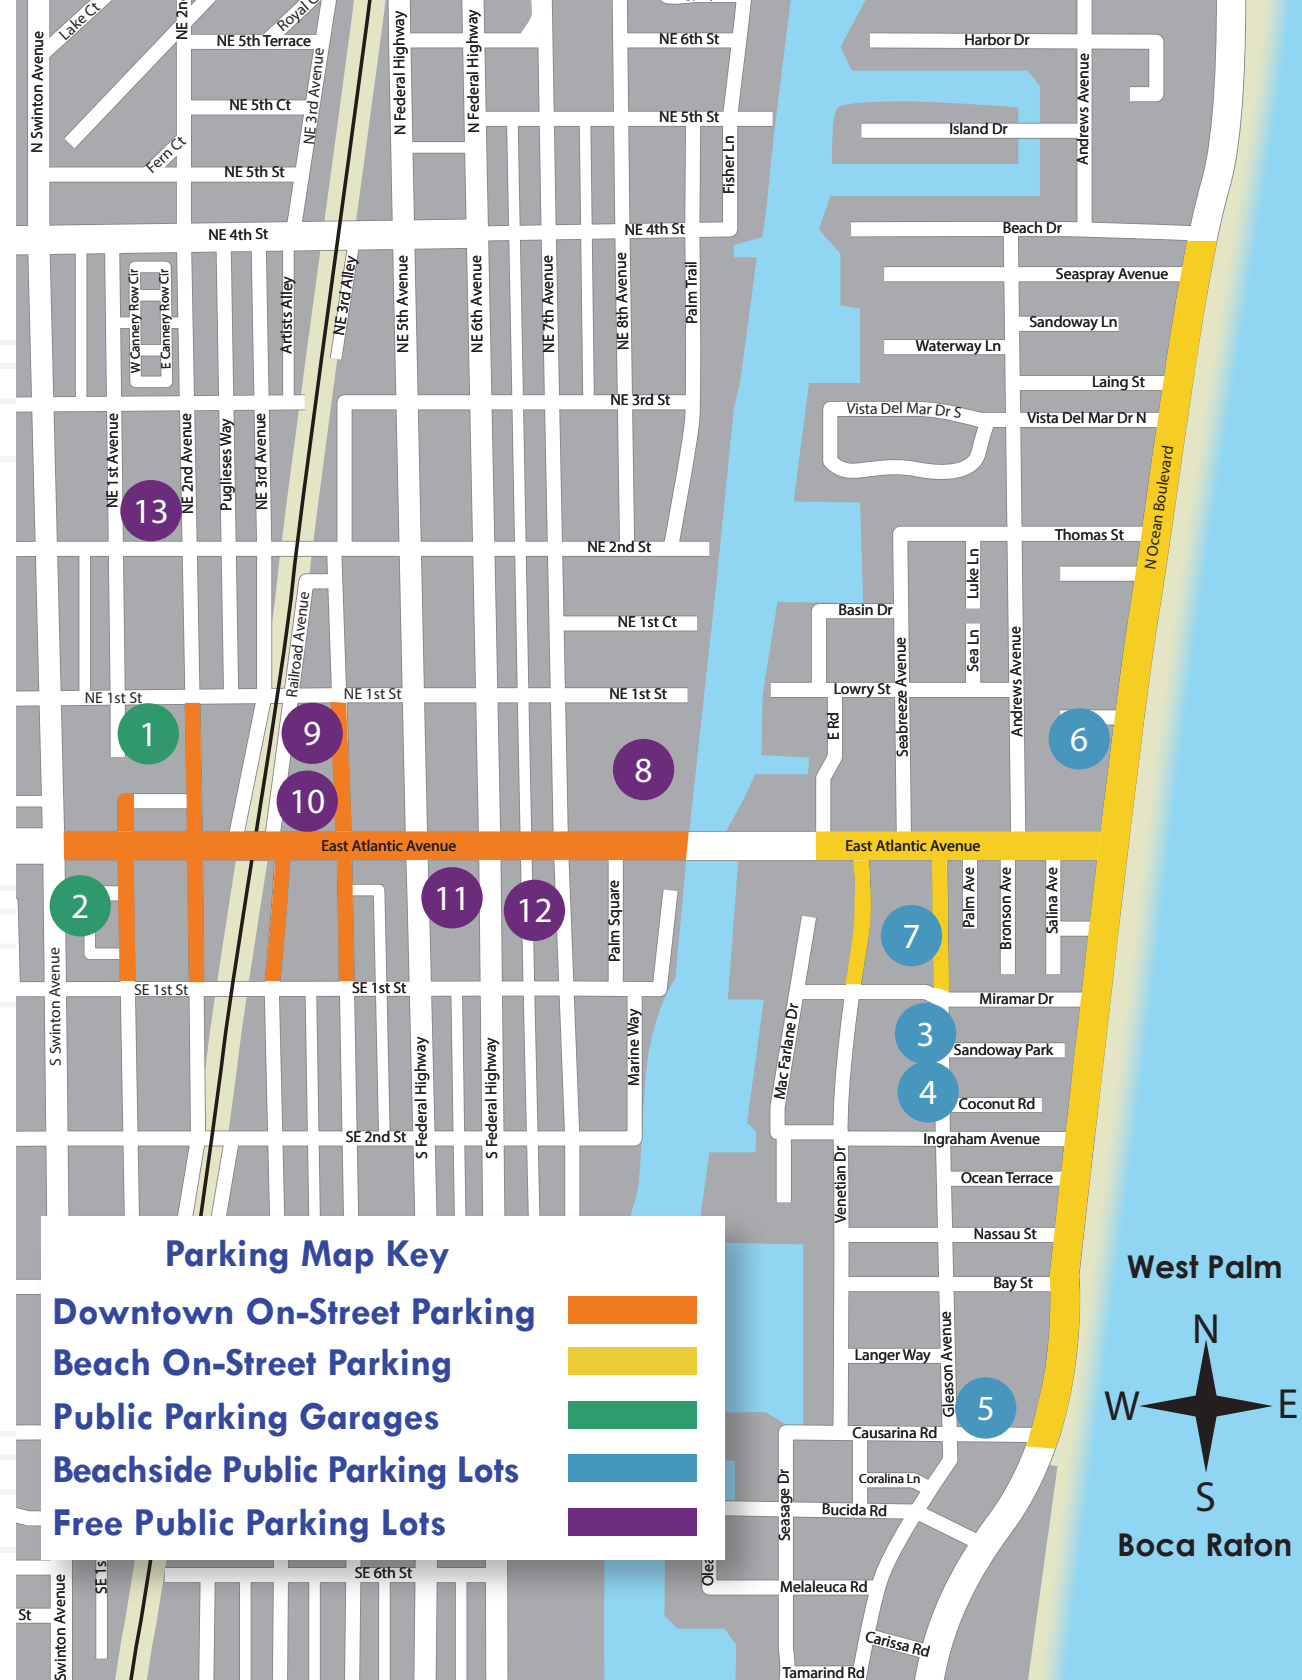 Lake Ct
NE 2n
Royal C
NE 5th Terrace
NE 6th St
Harbor Dr
N Swinton Avenue
NE 3rd Avenue
N Federal Highway
N Federal Highway
Andrews Avenue
NE 5th Ct
NE 5th St
Island Dr
Fern Ct
NE 5th St
Fisher Ln
NE 4th St
NE 4th St
Beach Dr
W Cannery Row Cir
E Cannery Row Cir
Artists Alley
NE 3rd Alley
NE 5th Avenue
NE 6th Avenue
NE 7th Avenue
NE 8th Avenue
Palm Trail
Seaspray Avenue
Sandoway Ln
Waterway Ln
Laing St
NE 3rd St
Vista Del Mar Dr S
Vista Del Mar Dr N
NE 1st Avenue
NE 2nd Avenue
Puglieses Way
NE 3rd Avenue
N Ocean Boulevard
13
NE 2nd St
Thomas St
Luke Ln
Railroad Avenue
NE 1st Ct
Basin Dr
Sea Ln
Seabreeze Avenue
Andrews Avenue
NE 1st St
NE 1st St
NE 1st St
Lowry St
E Rd
1
9
6
8
10
East Atlantic Avenue
East Atlantic Avenue
2
11
12
Palm Square
7
Palm Ave
Bronson Ave
Salina Ave
S Swinton Avenue
SE 1st St
SE 1st St
Miramar Dr
Marine Way
Mac Farlane Dr
3
Sandoway Park
4
Coconut Rd
S Federal Highway
S Federal Highway
SE 2nd St
Ingraham Avenue
Venetian Dr
Ocean Terrace
Nassau St
Bay St
Gleason Avenue
Langer Way
5
Causarina Rd
Coralina Ln
Seasage Dr
Bucida Rd
Parking Map Key
Downtown On-Street Parking
Beach On-Street Parking
Public Parking Garages
Beachside Public Parking Lots
Free Public Parking Lots
West Palm
N
W
E
S
Boca Raton
SE 1s
SE 6th St
Olea
Melaleuca Rd
St
Swinton Avenue
Carissa Rd
Tamarind Rd